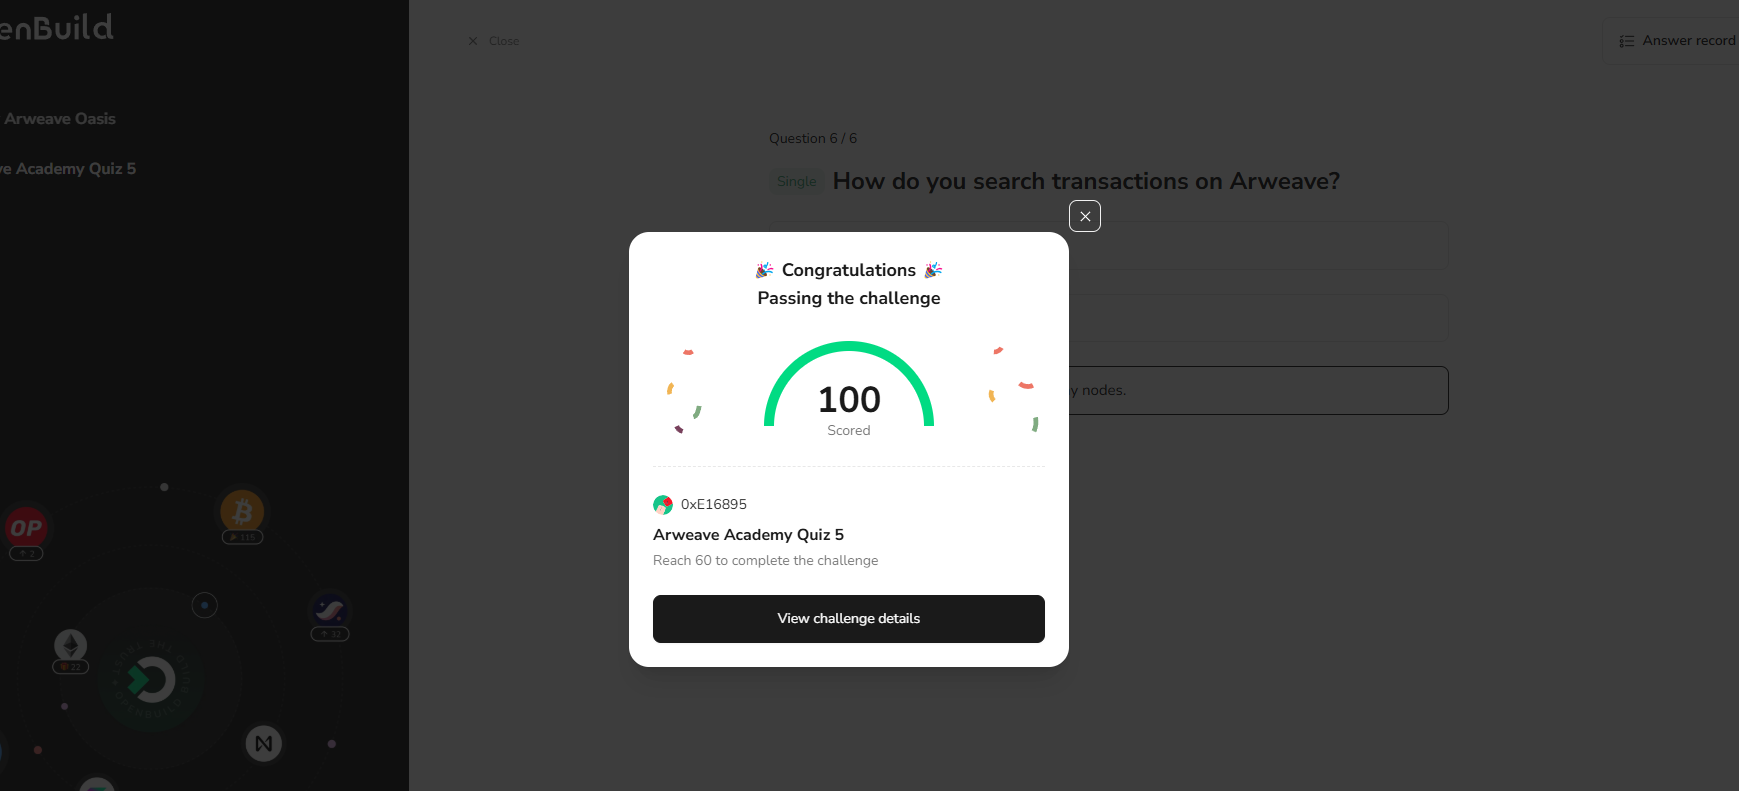 enBuild
Arweave Oasis
ve Academy Quiz 5
Close
Answer record
Question 6 / 6
Single
How do you search transactions on Arweave?
y nodes.
Congratulations
Passing the challenge
100
Scored
0xE16895
Arweave Academy Quiz 5
Reach 60 to complete the challenge
View challenge details
OP
2
115
32
22